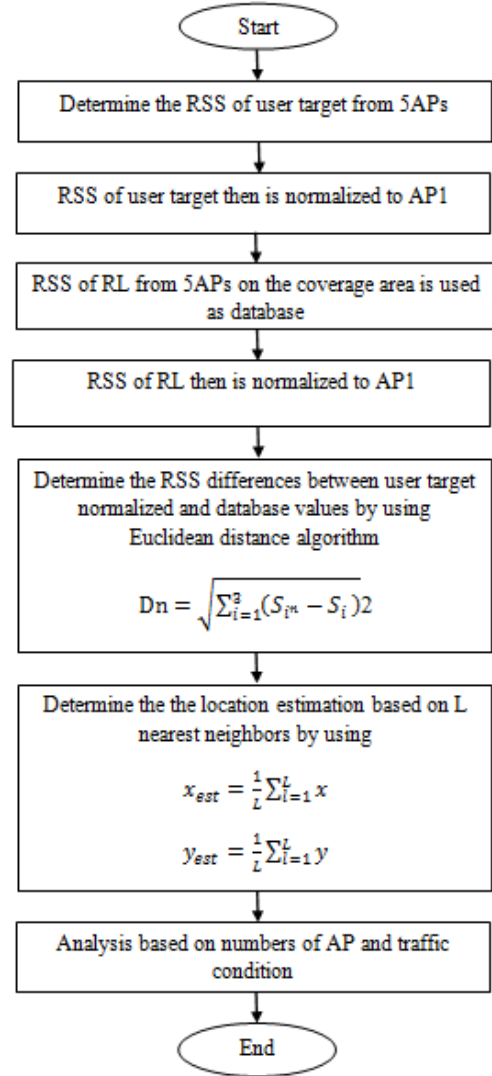 Start
Determine the RSS of user target from 5APs
RSS of user target then is normalized to AP1
RSS of RL from 5APs on the coverage area is used
as database
RSS of RL then is normalized to AP1
Determine the RSS differences between user target
normalized and database values by using
Euclidean distance algorithm
Dn = √∑³ᵢ₌₁(Sᵢⁿ − Sᵢ)2
Determine the the location estimation based on L
nearest neighbors by using
x_est = 1/L ∑ᴸᵢ₌₁ x
y_est = 1/L ∑ᴸᵢ₌₁ y
Analysis based on numbers of AP and traffic
condition
End